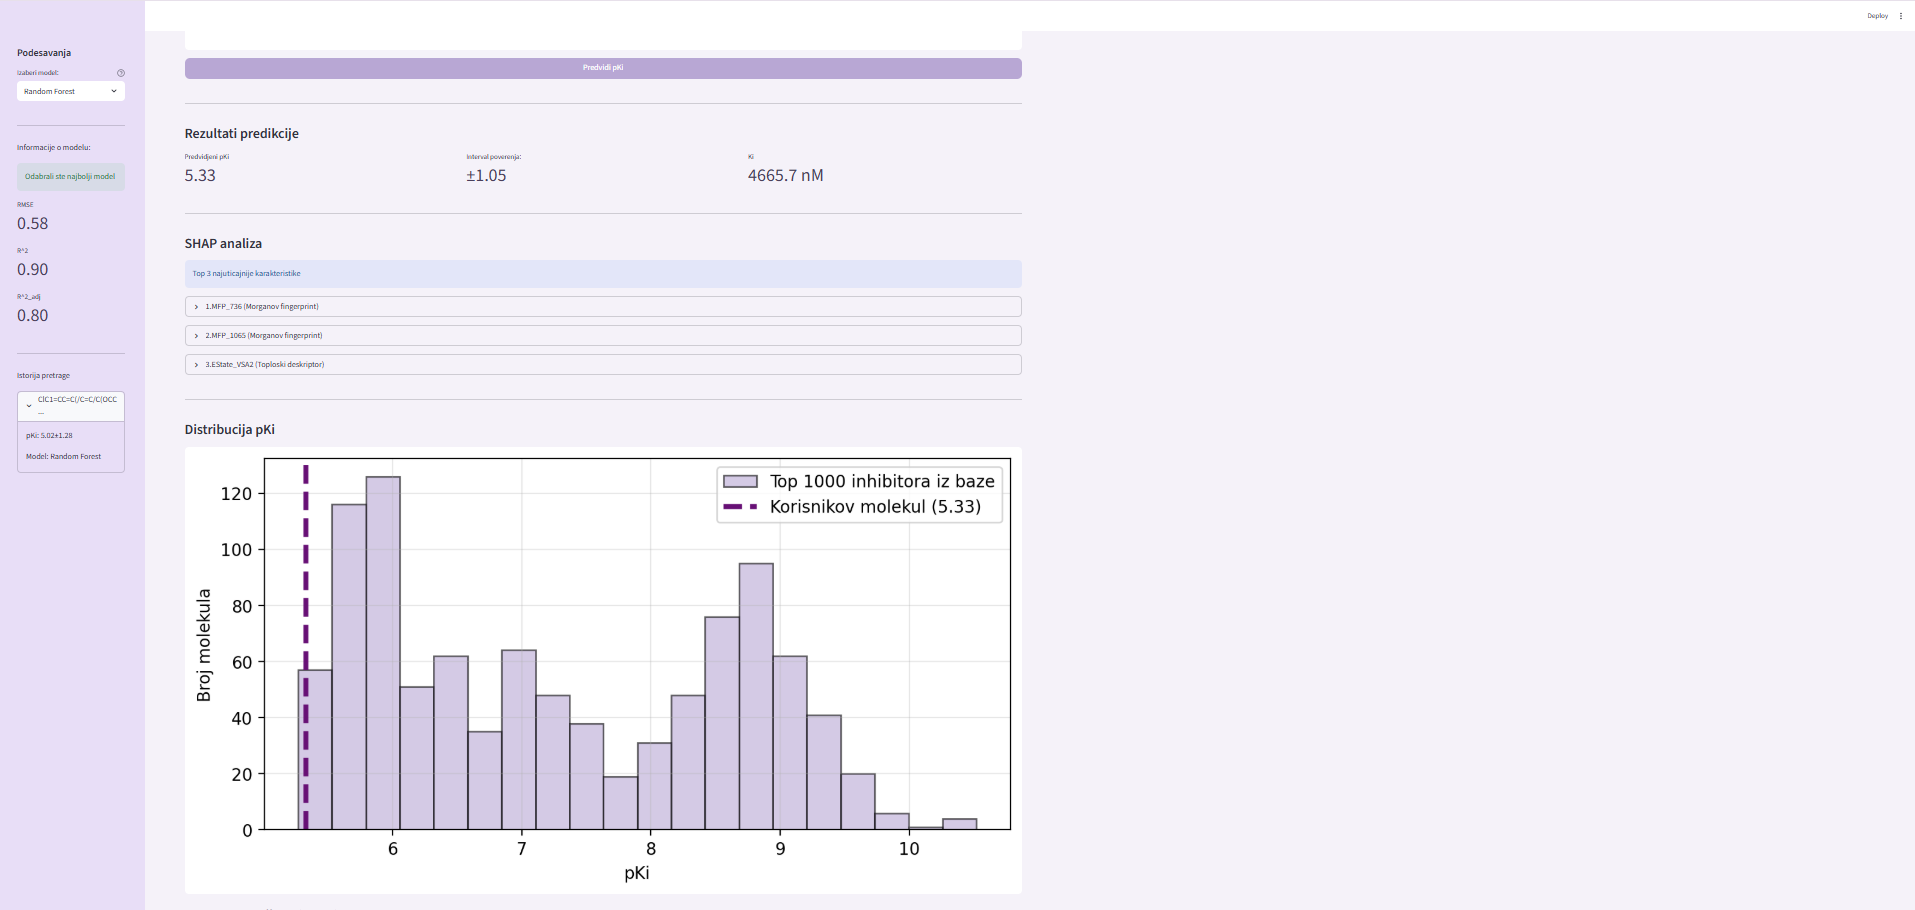 Deploy
Podesavanja
Izaberi model:
Random Forest
Informacije o modelu:
Odabrali ste najbolji model
RMSE
0.58
R^2
0.90
R^2_adj
0.80
Istorija pretrage
ClC1=CC=C(/C=C/C(OCC
...
pKi: 5.02±1.28
Model: Random Forest
Predvidi pKi
Rezultati predikcije
Predvidjeni pKi
5.33
Interval poverenja:
±1.05
Ki
4665.7 nM
SHAP analiza
Top 3 najuticajnije karakteristike
1.MFP_736 (Morganov fingerprint)
2.MFP_1065 (Morganov fingerprint)
3.EState_VSA2 (Toploski deskriptor)
Distribucija pKi
Top 1000 inhibitora iz baze
Korisnikov molekul (5.33)
Broj molekula
120
100
80
60
40
20
0
6 7 8 9 10
pKi